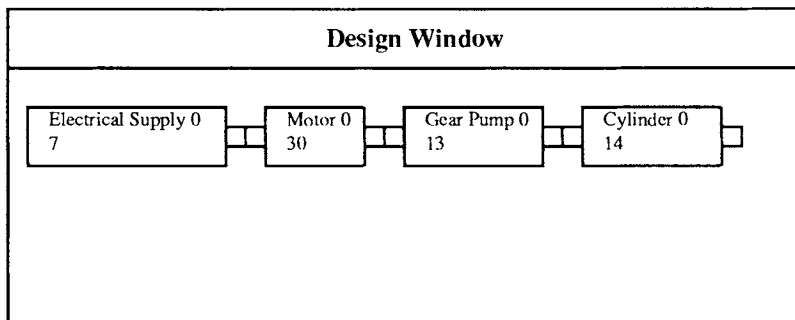 Design Window
Electrical Supply 0
7
Motor 0
30
Gear Pump 0
13
Cylinder 0
14